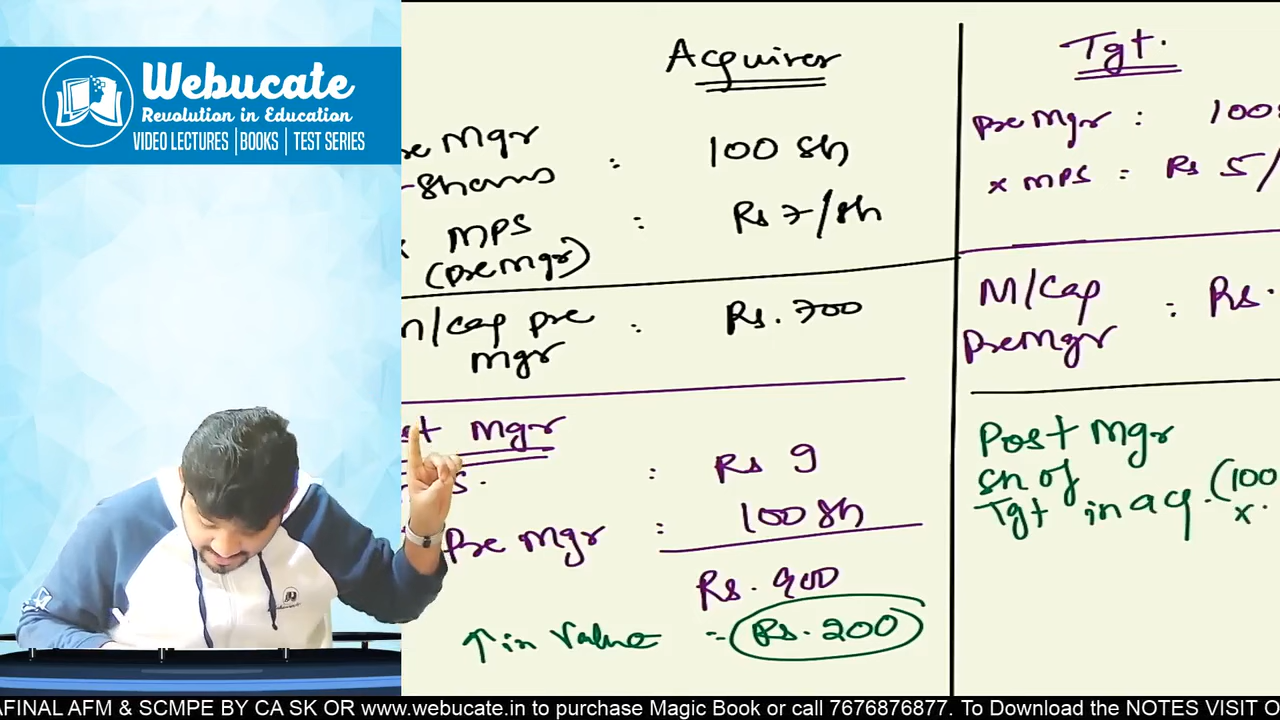 Webucate
Revolution in Education
VIDEO LECTURES | BOOKS | TEST SERIES
Acquirer
Mgr
Shares : 100 Sh
MPS : Rs 7/sh
(Pre Mgr)
M/Cap pre : Rs. 700
Mgr
Mgr
: Rs 9
Pre Mgr : 100 Sh
Rs. 900
↑ in Value = Rs. 200
Tgt.
Pre Mgr : 100
x MPS : Rs 5/
M/Cap : Rs.
Pre Mgr
Post Mgr
Sh of
Tgt in aq. (100
x.
AFINAL AFM & SCMPE BY CA SK OR www.webucate.in to purchase Magic Book or call 7676876877. To Download the NOTES VISIT O